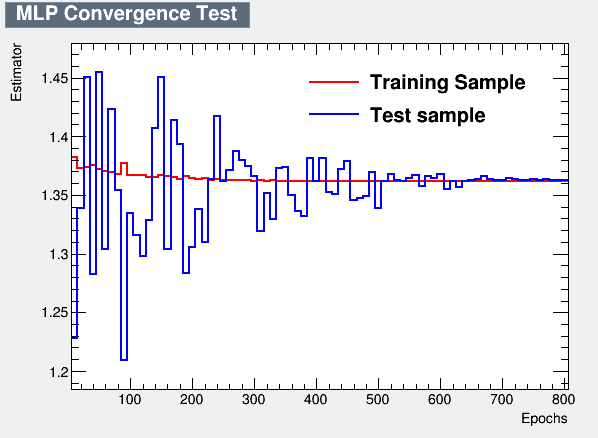 MLP Convergence Test
Estimator
Training Sample
Test sample
1.45
1.4
1.35
1.3
1.25
1.2
100 200 300 400 500 600 700 800
Epochs